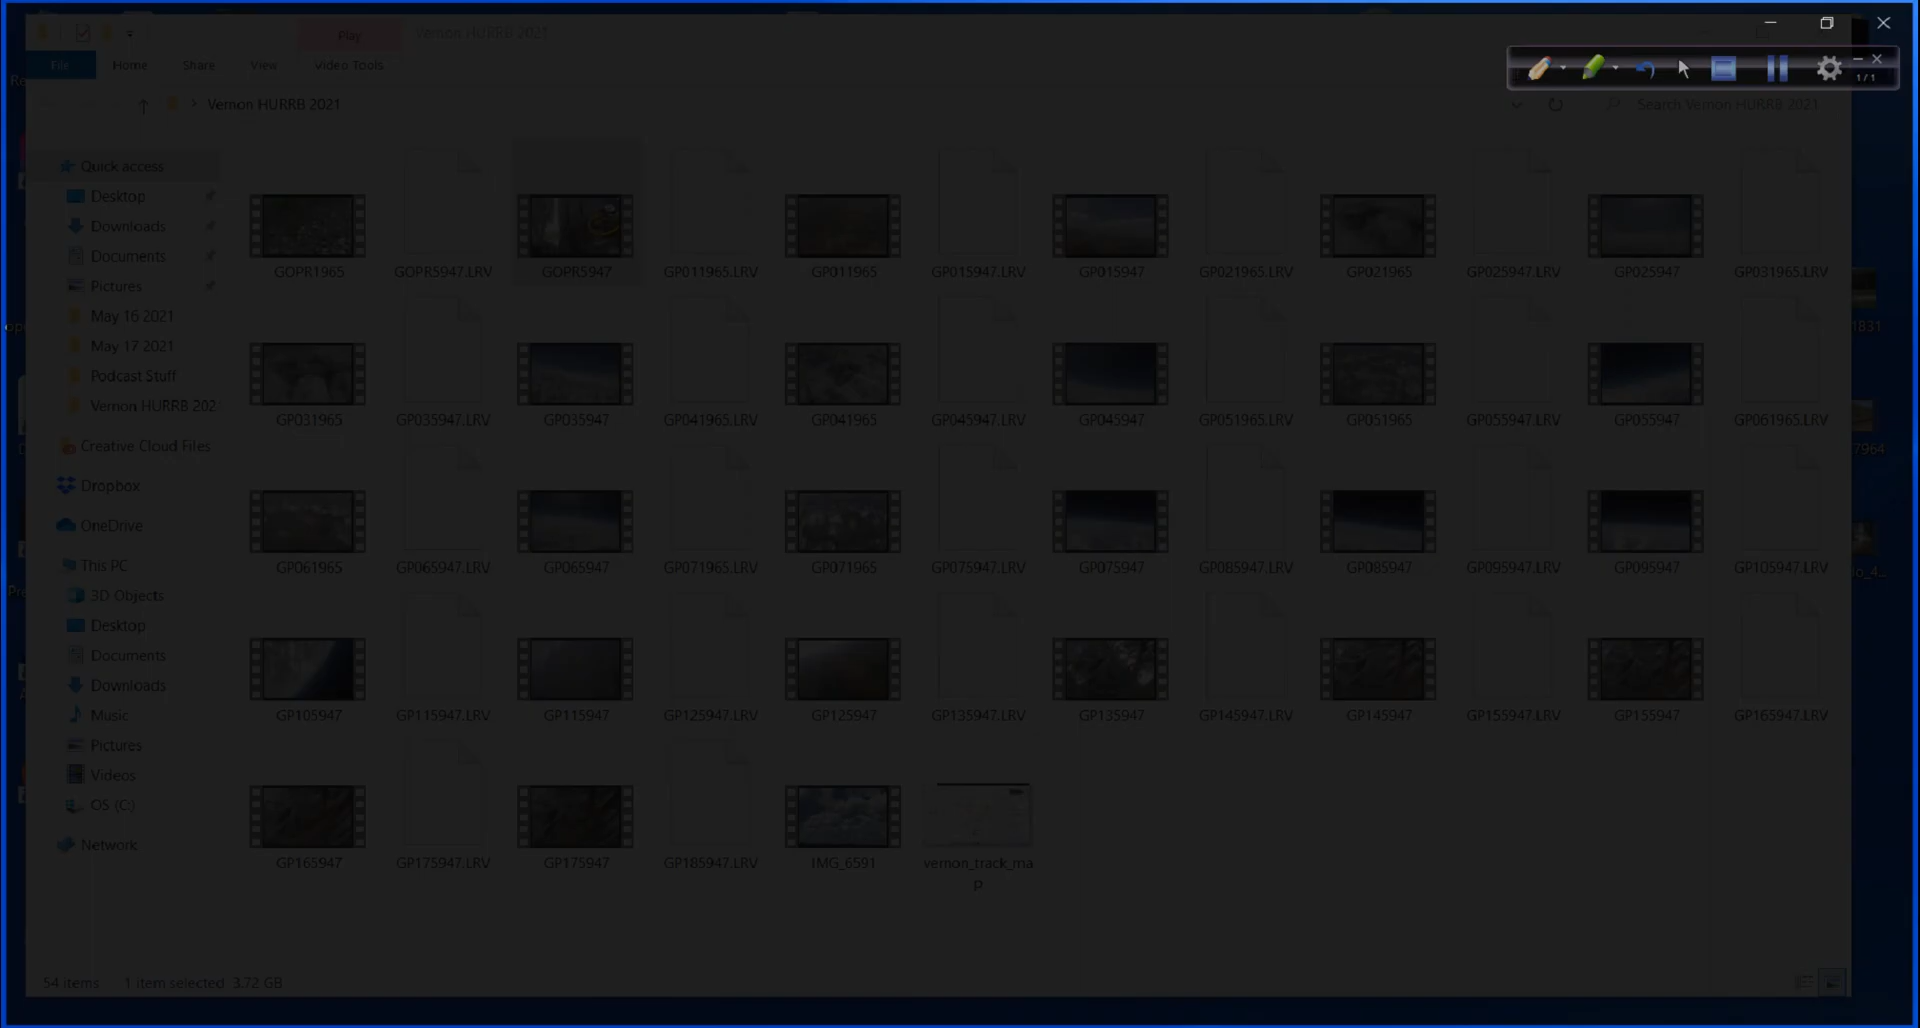 Play
Vernon HURRB 2021
File
Home
Share
View
Video Tools
1/1
Vernon HURRB 2021
Search Vernon HURRB 2021
Quick access
Desktop
Downloads
Documents
Pictures
May 16 2021
May 17 2021
Podcast Stuff
Vernon HURRB 202
Creative Cloud Files
Dropbox
OneDrive
This PC
3D Objects
Desktop
Documents
Downloads
Music
Pictures
Videos
OS (C:)
Network
GOPR1965
GOPR5947.LRV
GOPR5947
GP011965.LRV
GP011965
GP015947.LRV
GP015947
GP021965.LRV
GP021965
GP025947.LRV
GP025947
GP031965.LRV
GP031965
GP035947.LRV
GP035947
GP041965.LRV
GP041965
GP045947.LRV
GP045947
GP051965.LRV
GP051965
GP055947.LRV
GP055947
GP061965.LRV
GP061965
GP065947.LRV
GP065947
GP071965.LRV
GP071965
GP075947.LRV
GP075947
GP085947.LRV
GP085947
GP095947.LRV
GP095947
GP105947.LRV
GP105947
GP115947.LRV
GP115947
GP125947.LRV
GP125947
GP135947.LRV
GP135947
GP145947.LRV
GP145947
GP155947.LRV
GP155947
GP165947.LRV
GP165947
GP175947.LRV
GP175947
GP185947.LRV
IMG_6591
vernon_track_ma
p
1831
7964
54 items
1 item selected 3.72 GB